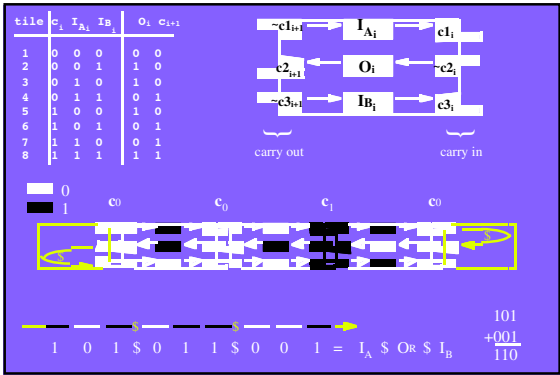 tile c_i I_Ai I_Bi O_i c_i+1
1 0 0 0 0 0
2 0 0 1 1 0
3 0 1 0 1 0
4 0 1 1 0 1
5 1 0 0 1 0
6 1 0 1 0 1
7 1 1 0 0 1
8 1 1 1 1 1
~c1_i+1 I_Ai c1_i
c2_i+1 O_i ~c2_i
~c3_i+1 I_Bi c3_i
carry out carry in
0
1
c0 c0 c1 c0
$ $
$ $
1 0 1 $ 0 1 1 $ 0 0 1 = I_A $ OR $ I_B
101
+001
110